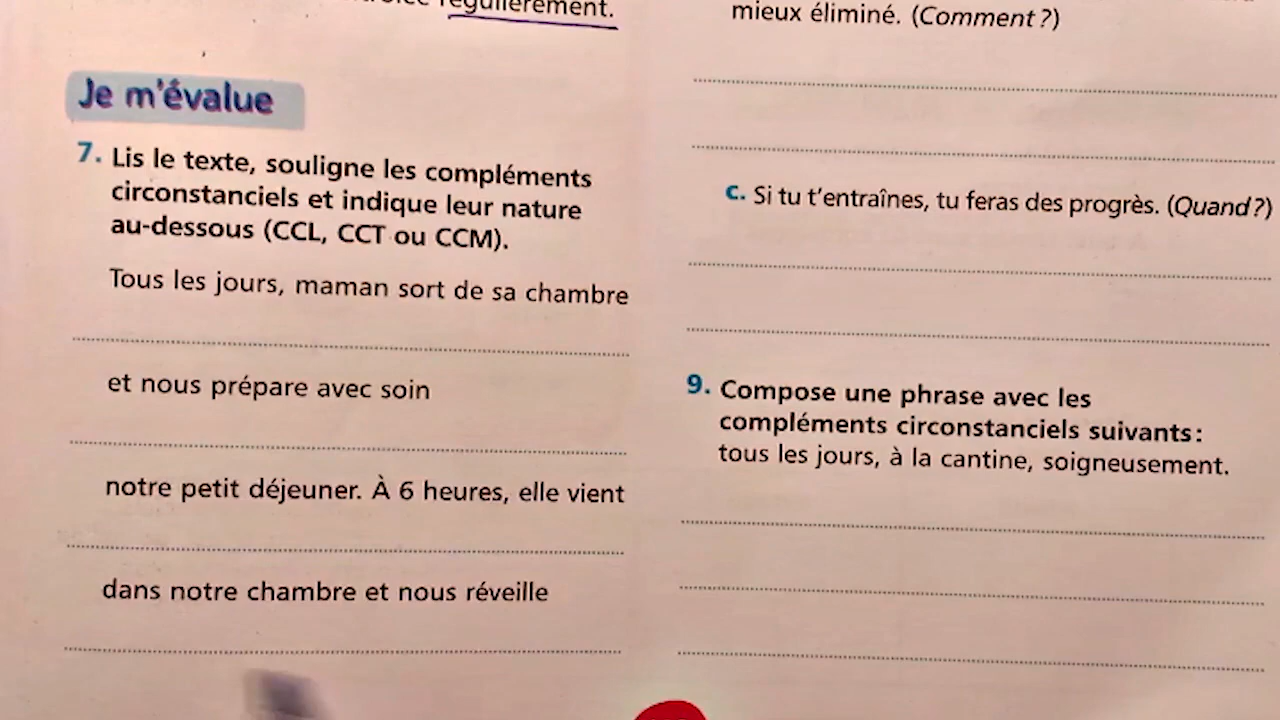 régulièrement.
Je m'évalue
7. Lis le texte, souligne les compléments
circonstanciels et indique leur nature
au-dessous (CCL, CCT ou CCM).
Tous les jours, maman sort de sa chambre
et nous prépare avec soin
notre petit déjeuner. À 6 heures, elle vient
dans notre chambre et nous réveille
mieux éliminé. (Comment ?)
c. Si tu t'entraînes, tu feras des progrès. (Quand ?)
9. Compose une phrase avec les
compléments circonstanciels suivants :
tous les jours, à la cantine, soigneusement.